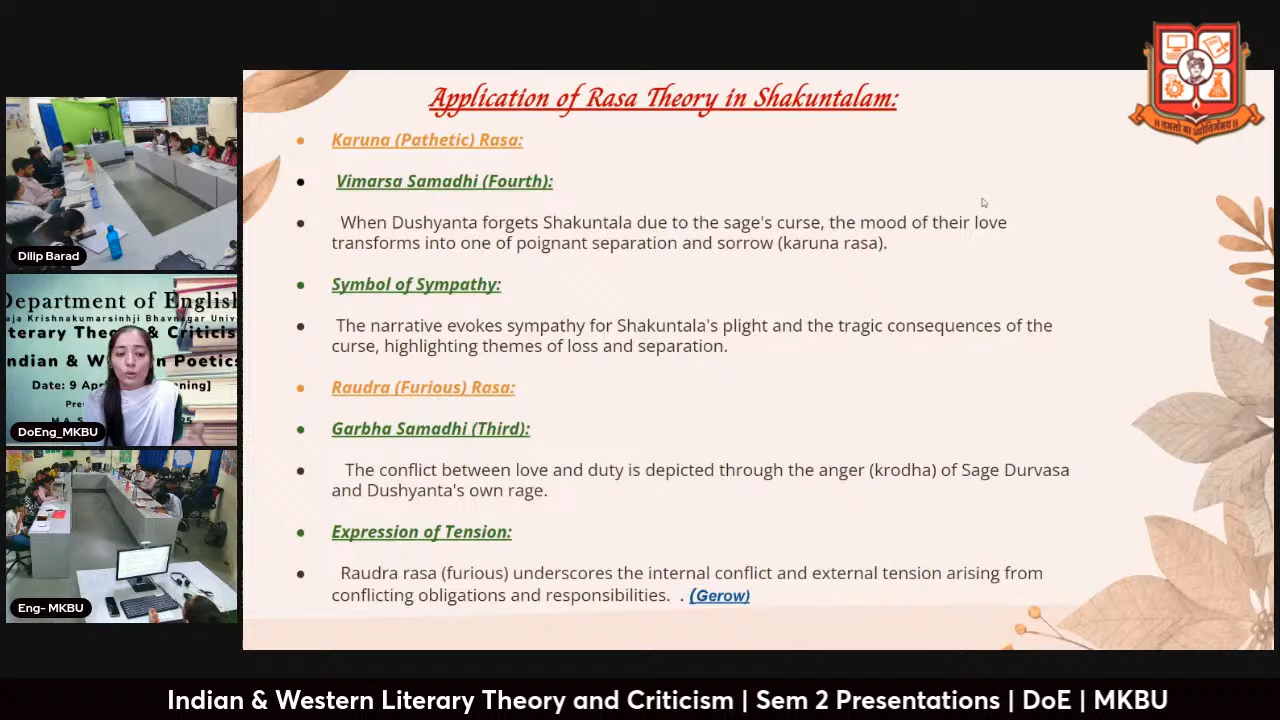 Application of Rasa Theory in Shakuntalam:
Karuna (Pathetic) Rasa:
Vimarsa Samadhi (Fourth):
When Dushyanta forgets Shakuntala due to the sage's curse, the mood of their love
transforms into one of poignant separation and sorrow (karuna rasa).
Symbol of Sympathy:
The narrative evokes sympathy for Shakuntala's plight and the tragic consequences of the
curse, highlighting themes of loss and separation.
Raudra (Furious) Rasa:
Garbha Samadhi (Third):
The conflict between love and duty is depicted through the anger (krodha) of Sage Durvasa
and Dushyanta's own rage.
Expression of Tension:
Raudra rasa (furious) underscores the internal conflict and external tension arising from
conflicting obligations and responsibilities. . (Gerow)
Dilip Barad
Department of English
Krishnakumarsinhji Bhavnagar
& 
Poetics
Date: 9
DoEng_MKBU
Eng- MKBU
Indian & Western Literary Theory and Criticism | Sem 2 Presentations | DoE | MKBU